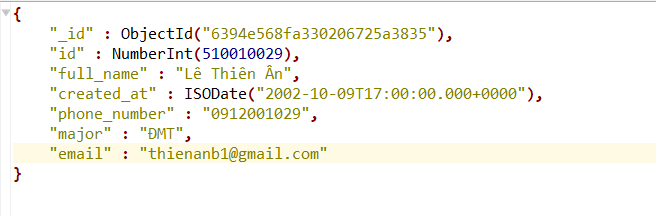 {
"_id" : ObjectId("6394e568fa330206725a3835"),
"id" : NumberInt(510010029),
"full_name" : "Lê Thiên Ân",
"created_at" : ISODate("2002-10-09T17:00:00.000+0000"),
"phone_number" : "0912001029",
"major" : "ĐMT",
"email" : "thienanb1@gmail.com"
}